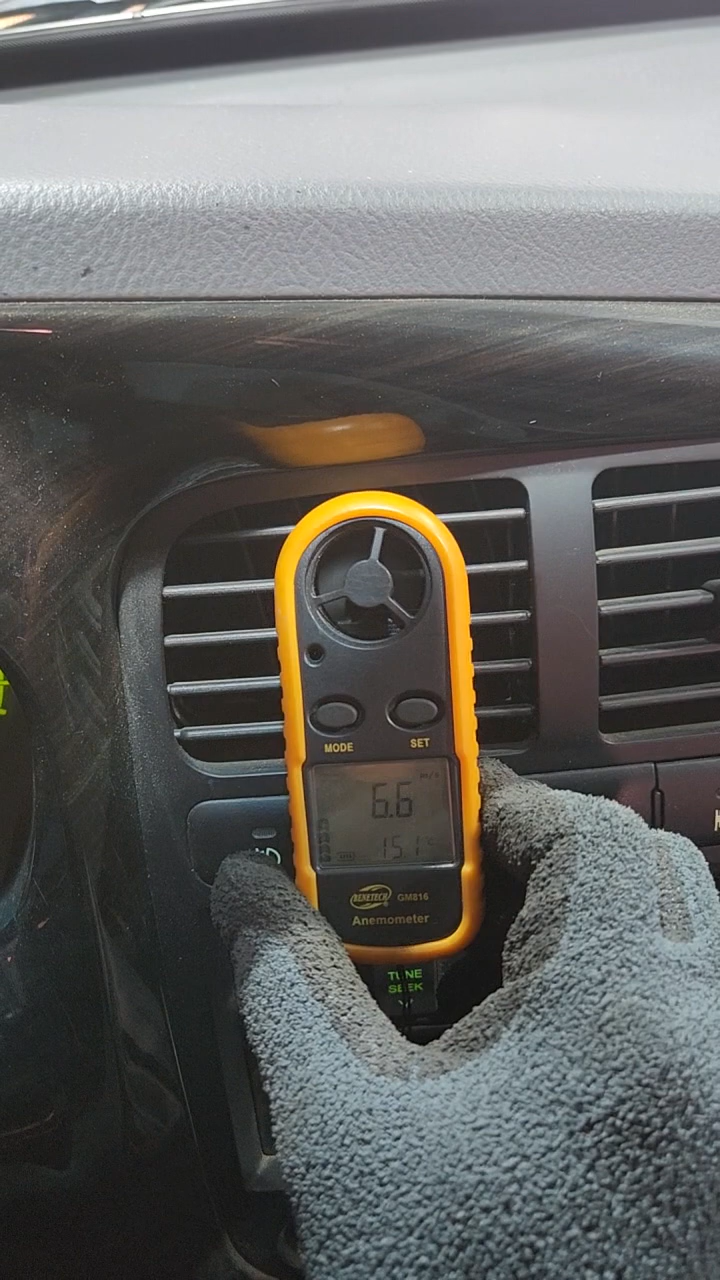 MODE SET
m/s
6.6
15.1 °C
BENETECH GM816
Anemometer
TUNE
SEEK